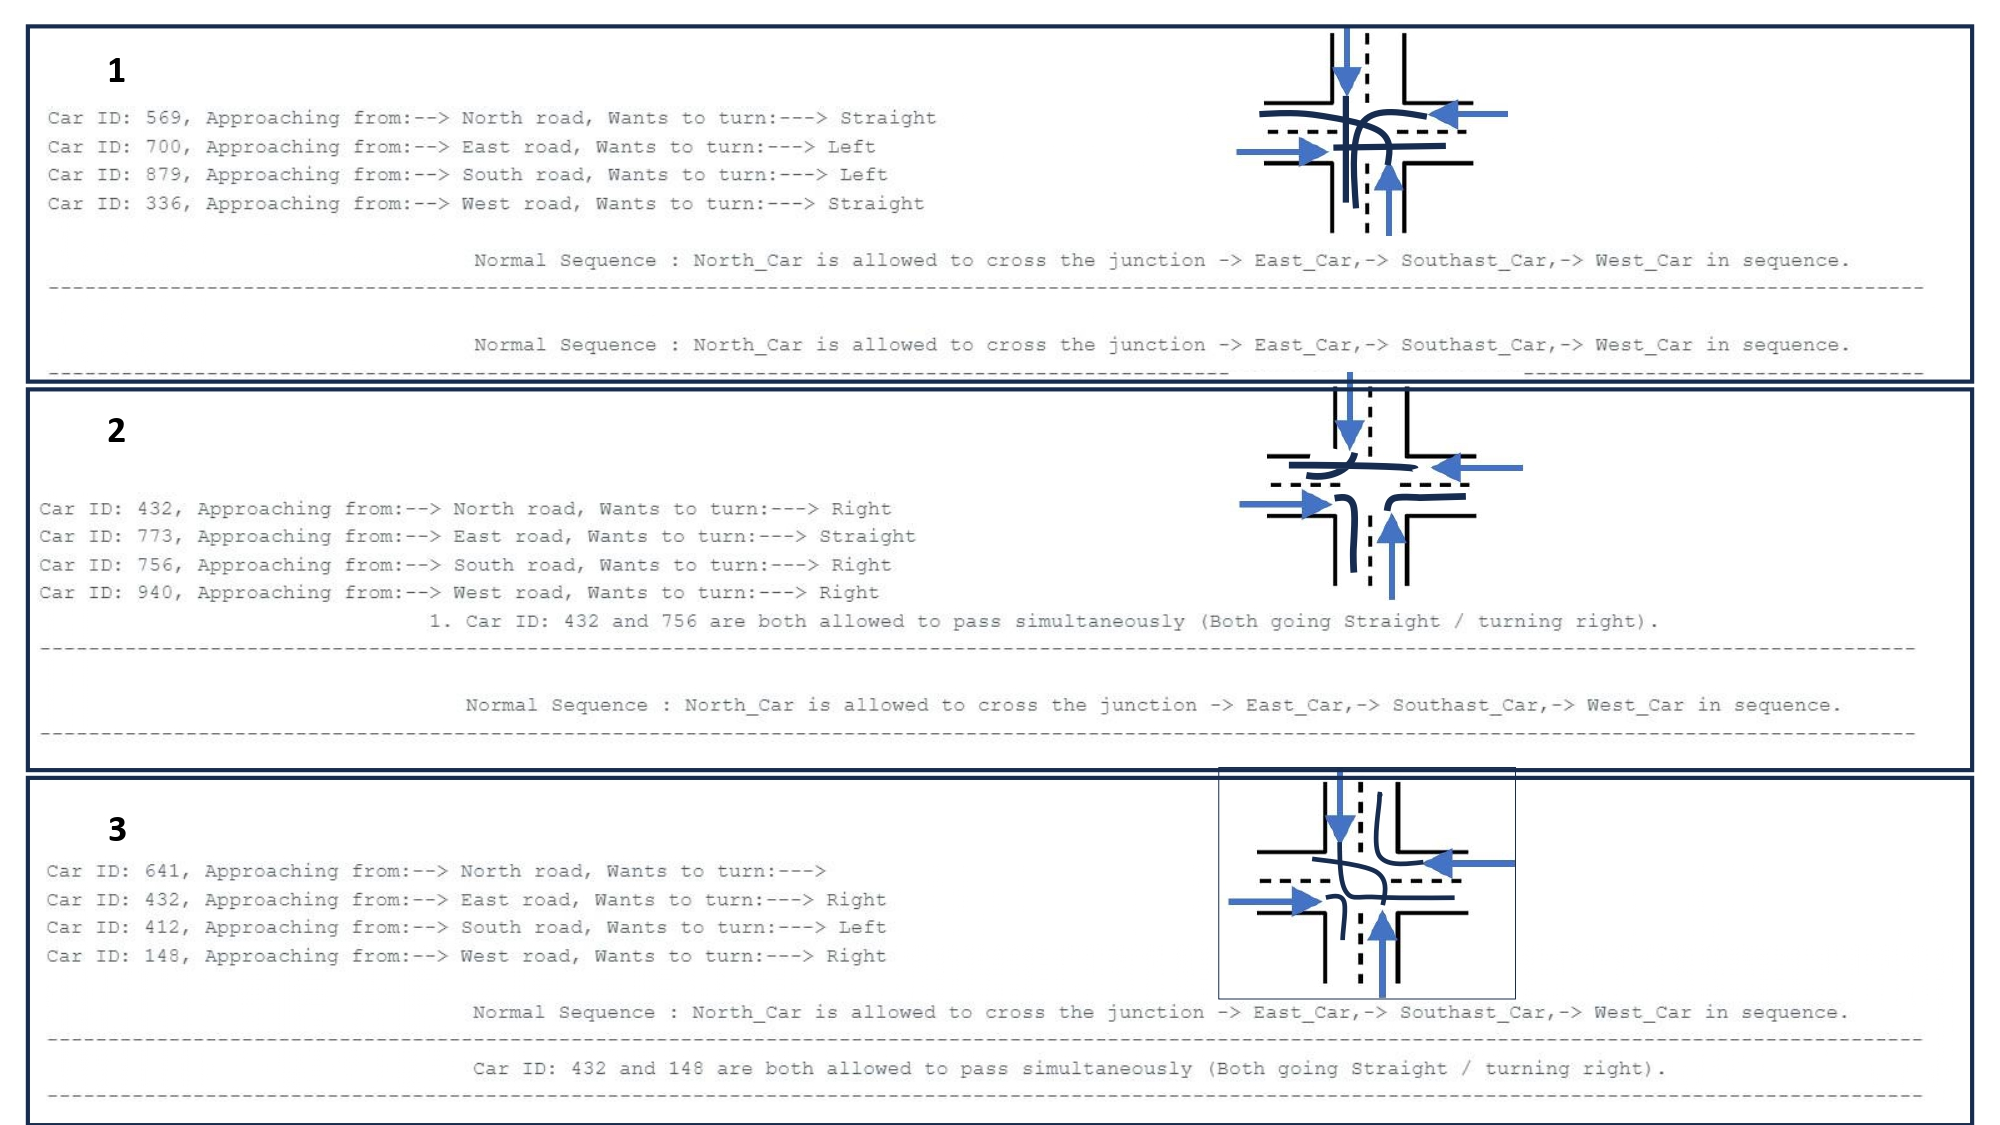 1
Car ID: 569, Approaching from:--> North road, Wants to turn:---> Straight
Car ID: 700, Approaching from:--> East road, Wants to turn:---> Left
Car ID: 879, Approaching from:--> South road, Wants to turn:---> Left
Car ID: 336, Approaching from:--> West road, Wants to turn:---> Straight
Normal Sequence : North_Car is allowed to cross the junction -> East_Car,-> Southast_Car,-> West_Car in sequence.
Normal Sequence : North_Car is allowed to cross the junction -> East_Car,-> Southast_Car,-> West_Car in sequence.
2
Car ID: 432, Approaching from:--> North road, Wants to turn:---> Right
Car ID: 773, Approaching from:--> East road, Wants to turn:---> Straight
Car ID: 756, Approaching from:--> South road, Wants to turn:---> Right
Car ID: 940, Approaching from:--> West road, Wants to turn:---> Right
1. Car ID: 432 and 756 are both allowed to pass simultaneously (Both going Straight / turning right).
Normal Sequence : North_Car is allowed to cross the junction -> East_Car,-> Southast_Car,-> West_Car in sequence.
3
Car ID: 641, Approaching from:--> North road, Wants to turn:--->
Car ID: 432, Approaching from:--> East road, Wants to turn:---> Right
Car ID: 412, Approaching from:--> South road, Wants to turn:---> Left
Car ID: 148, Approaching from:--> West road, Wants to turn:---> Right
Normal Sequence : North_Car is allowed to cross the junction -> East_Car,-> Southast_Car,-> West_Car in sequence.
Car ID: 432 and 148 are both allowed to pass simultaneously (Both going Straight / turning right).